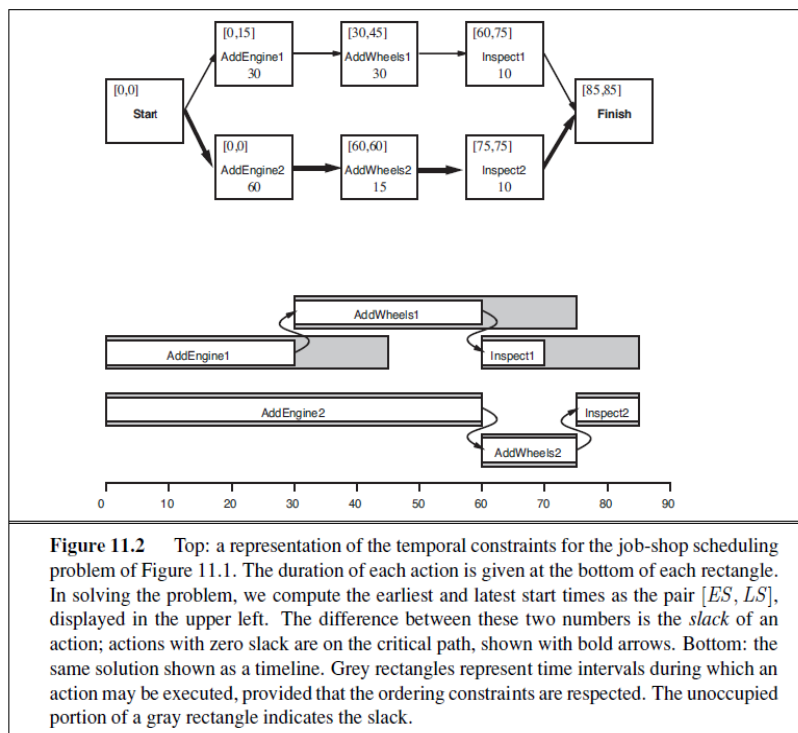 [0,15]
AddEngine1
30
[30,45]
AddWheels1
30
[60,75]
Inspect1
10
[0,0]
Start
[85,85]
Finish
[0,0]
AddEngine2
60
[60,60]
AddWheels2
15
[75,75]
Inspect2
10
AddWheels1
AddEngine1
Inspect1
AddEngine2
Inspect2
AddWheels2
0 10 20 30 40 50 60 70 80 90
Figure 11.2 Top: a representation of the temporal constraints for the job-shop scheduling
problem of Figure 11.1. The duration of each action is given at the bottom of each rectangle.
In solving the problem, we compute the earliest and latest start times as the pair [ES, LS],
displayed in the upper left. The difference between these two numbers is the slack of an
action; actions with zero slack are on the critical path, shown with bold arrows. Bottom: the
same solution shown as a timeline. Grey rectangles represent time intervals during which an
action may be executed, provided that the ordering constraints are respected. The unoccupied
portion of a gray rectangle indicates the slack.